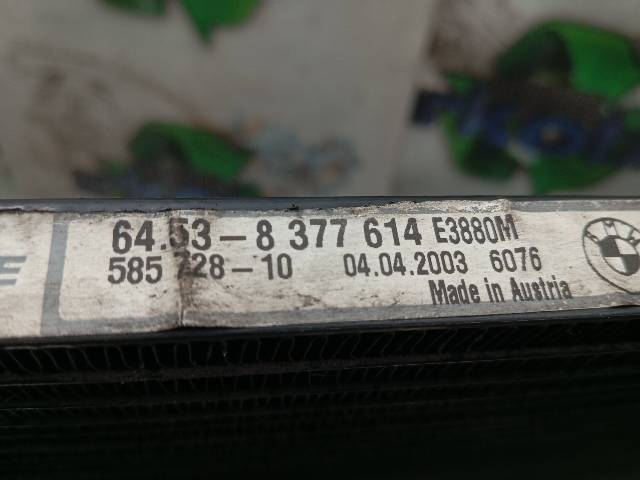 64.53-8 377 614 E3880M
585 728-10 04.04.2003 6076
Made in Austria